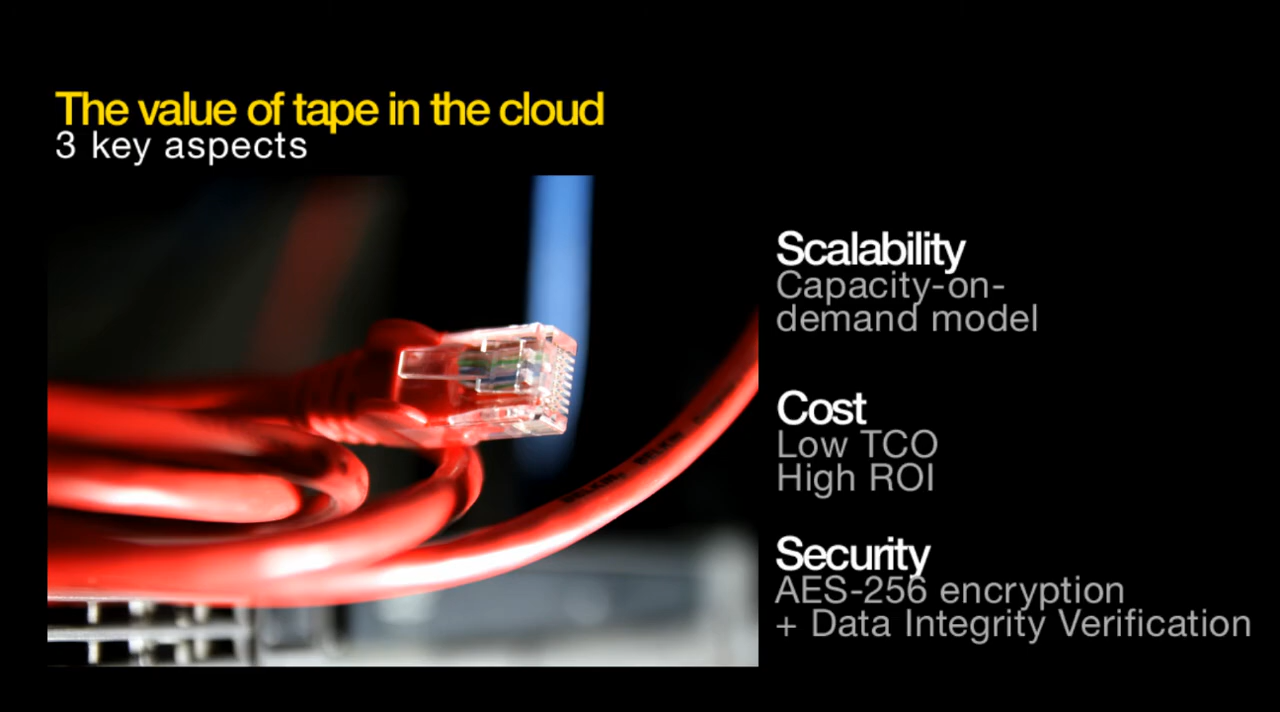 The value of tape in the cloud
3 key aspects
Scalability
Capacity-on-
demand model
Cost
Low TCO
High ROI
Security
AES-256 encryption
+ Data Integrity Verification